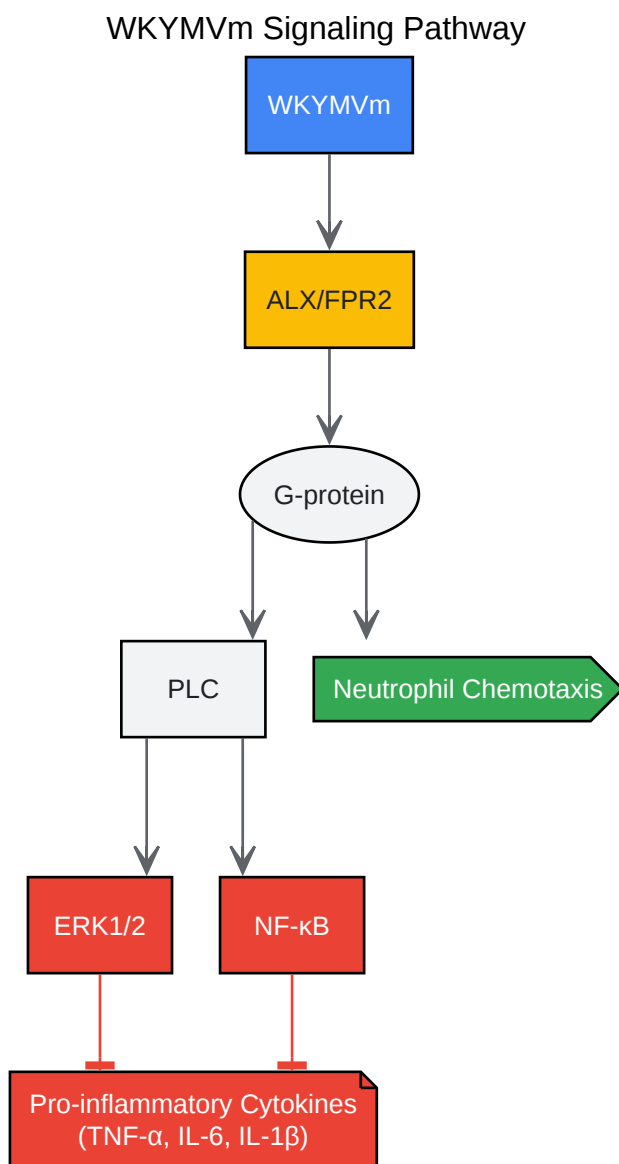 WKYMVm Signaling Pathway
WKYMVm
ALX/FPR2
G-protein
PLC
Neutrophil Chemotaxis
ERK1/2
NF-κB
Pro-inflammatory Cytokines
(TNF-α, IL-6, IL-1β)